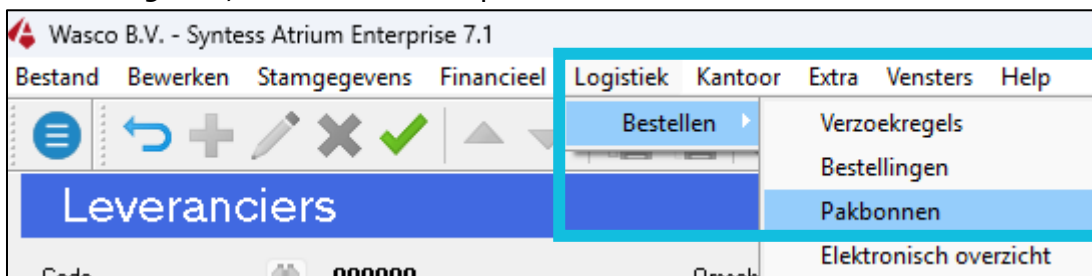 Wasco B.V. - Syntess Atrium Enterprise 7.1
Bestand Bewerken Stamgegevens Financieel Logistiek Kantoor Extra Vensters Help
Bestellen Verzoekregels
Bestellingen
Leveranciers Pakbonnen
Elektronisch overzicht